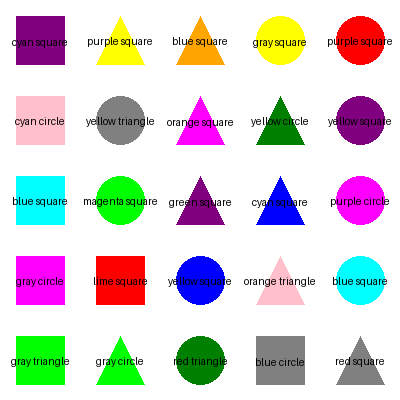 cyan square purple square blue square gray square purple square
cyan circle yellow triangle orange square yellow circle yellow square
blue square magenta square green square cyan square purple circle
gray circle lime square yellow square orange triangle blue square
gray triangle gray circle red triangle blue circle red square